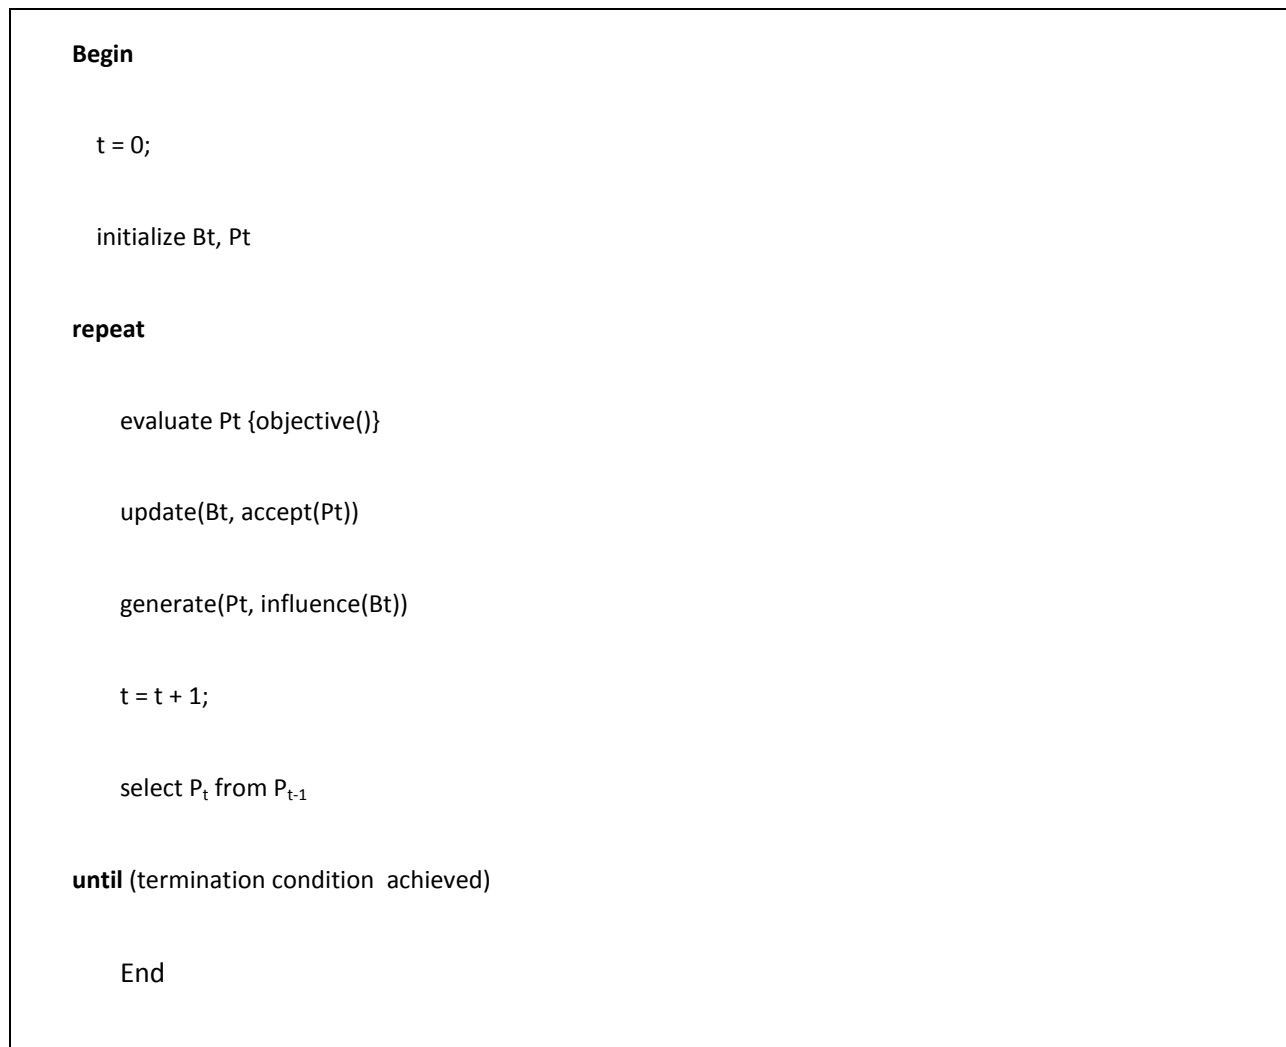 Begin
t = 0;
initialize Bt, Pt
repeat
evaluate Pt {objective()}
update(Bt, accept(Pt))
generate(Pt, influence(Bt))
t = t + 1;
select Pt from Pt-1
until (termination condition  achieved)
End